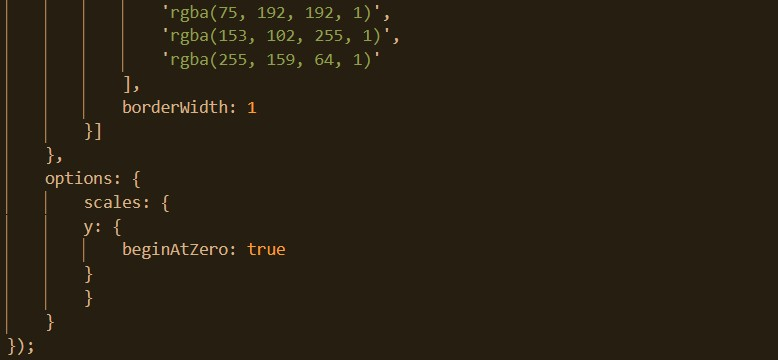 'rgba(75, 192, 192, 1)',
'rgba(153, 102, 255, 1)',
'rgba(255, 159, 64, 1)'
],
borderWidth: 1
}]
},
options: {
scales: {
y: {
beginAtZero: true
}
}
}
});